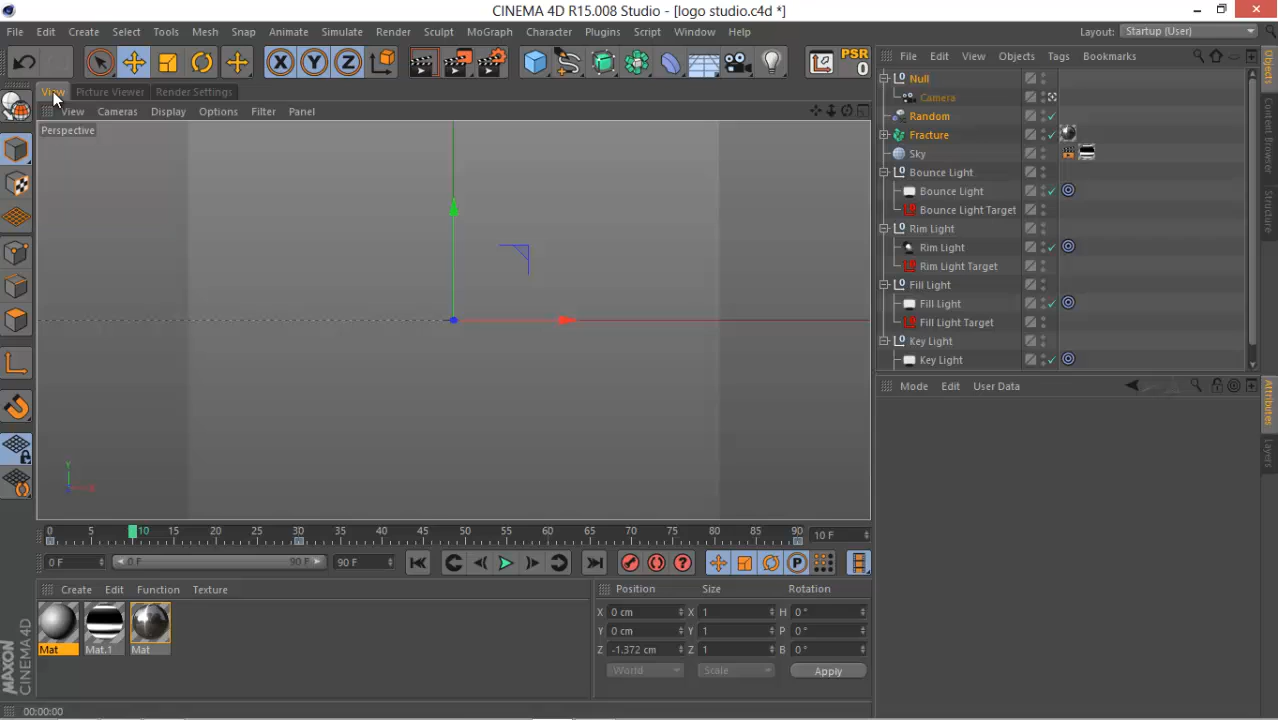 CINEMA 4D R15.008 Studio - [logo studio.c4d *]
File Edit Create Select Tools Mesh Snap Animate Simulate Render Sculpt MoGraph Character Plugins Script Window Help
Layout: Startup (User)
X Y Z
PSR
0
View Picture Viewer Render Settings
View Cameras Display Options Filter Panel
Perspective
Y
File Edit View Objects Tags Bookmarks
Null
Camera
Random
Fracture
Sky
Bounce Light
Bounce Light
Bounce Light Target
Rim Light
Rim Light
Rim Light Target
Fill Light
Fill Light
Fill Light Target
Key Light
Key Light
Objects
Content Browser
Structure
Mode Edit User Data
Attributes
Layers
0 5 10 15 20 25 30 35 40 45 50 55 60 65 70 75 80 85 90
10 F
0 F
0 F
90 F
90 F
P
Create Edit Function Texture
Mat
Mat.1
Mat
Position Size Rotation
X 0 cm X 1 H 0 °
Y 0 cm Y 1 P 0 °
Z -1.372 cm Z 1 B 0 °
World Scale Apply
MAXON
CINEMA 4D
00:00:00